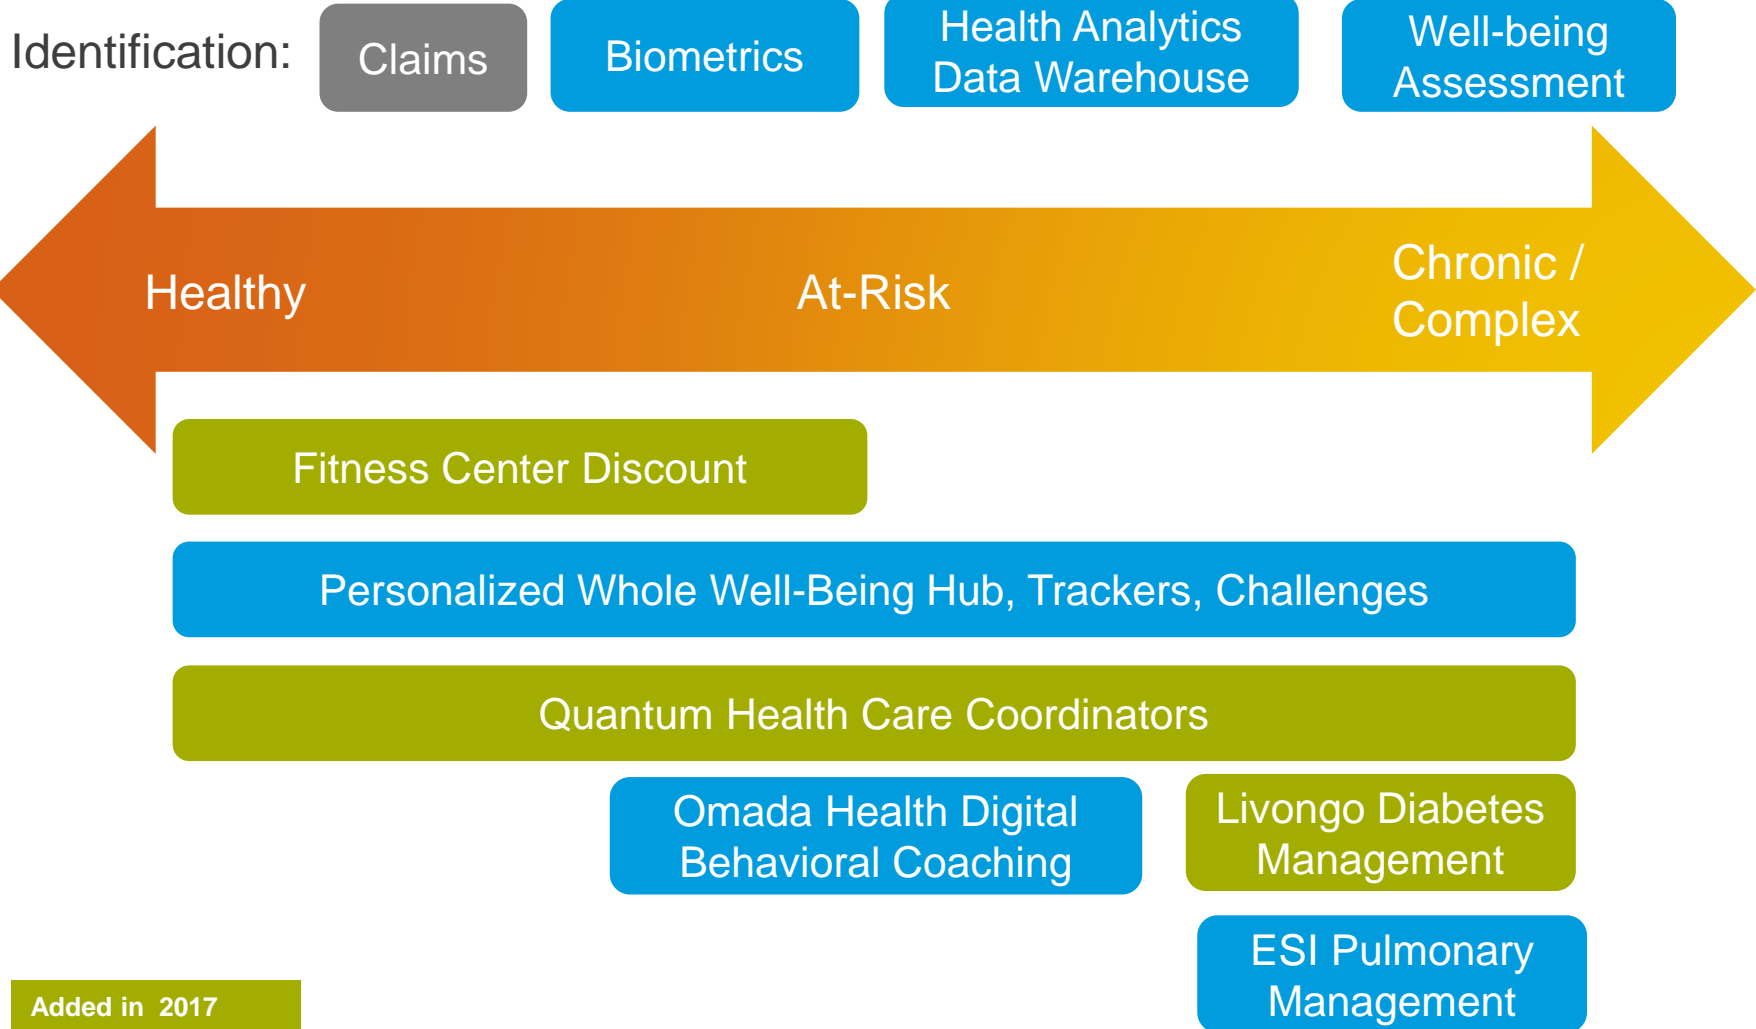 Identification:
Claims
Biometrics
Health Analytics
Data Warehouse
Well-being
Assessment
Healthy
At-Risk
Chronic /
Complex
Fitness Center Discount
Personalized Whole Well-Being Hub, Trackers, Challenges
Quantum Health Care Coordinators
Omada Health Digital
Behavioral Coaching
Livongo Diabetes
Management
ESI Pulmonary
Management
Added in 2017